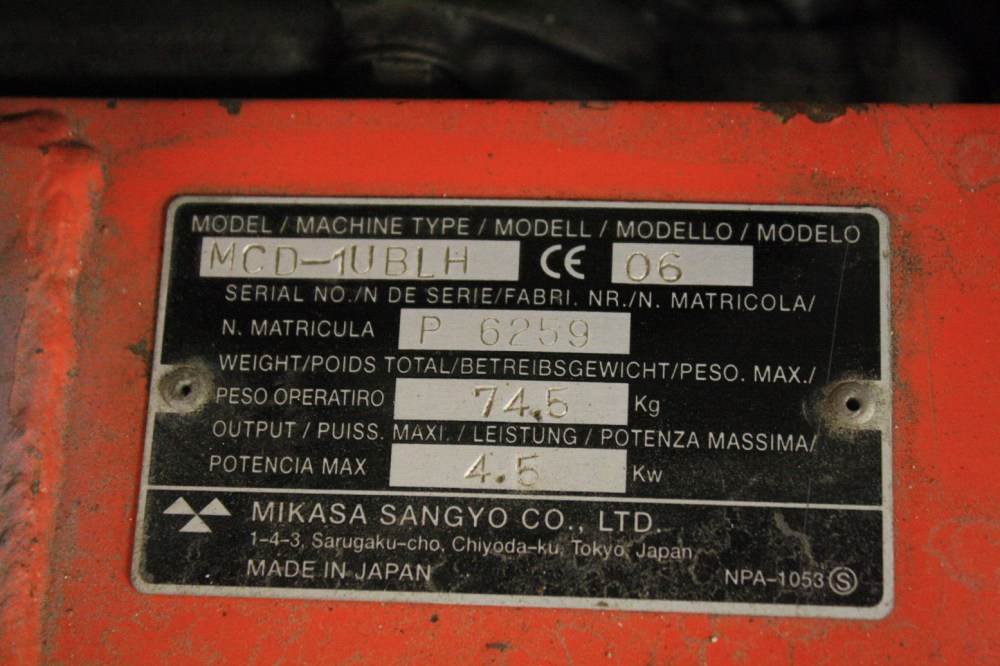 MODEL / MACHINE TYPE / MODELL / MODELLO / MODELO
MCD-1UBLH CE 06
SERIAL NO./N DE SERIE/FABRI. NR./N. MATRICOLA/
N. MATRICULA P 6259
WEIGHT/POIDS TOTAL/BETREIBSGEWICHT/PESO. MAX./
PESO OPERATIRO 74.5 Kg
OUTPUT / PUISS. MAXI. / LEISTUNG / POTENZA MASSIMA/
POTENCIA MAX 4.5 Kw
MIKASA SANGYO CO., LTD.
1-4-3, Sarugaku-cho, Chiyoda-ku, Tokyo, Japan
MADE IN JAPAN NPA-1053 Ⓢ